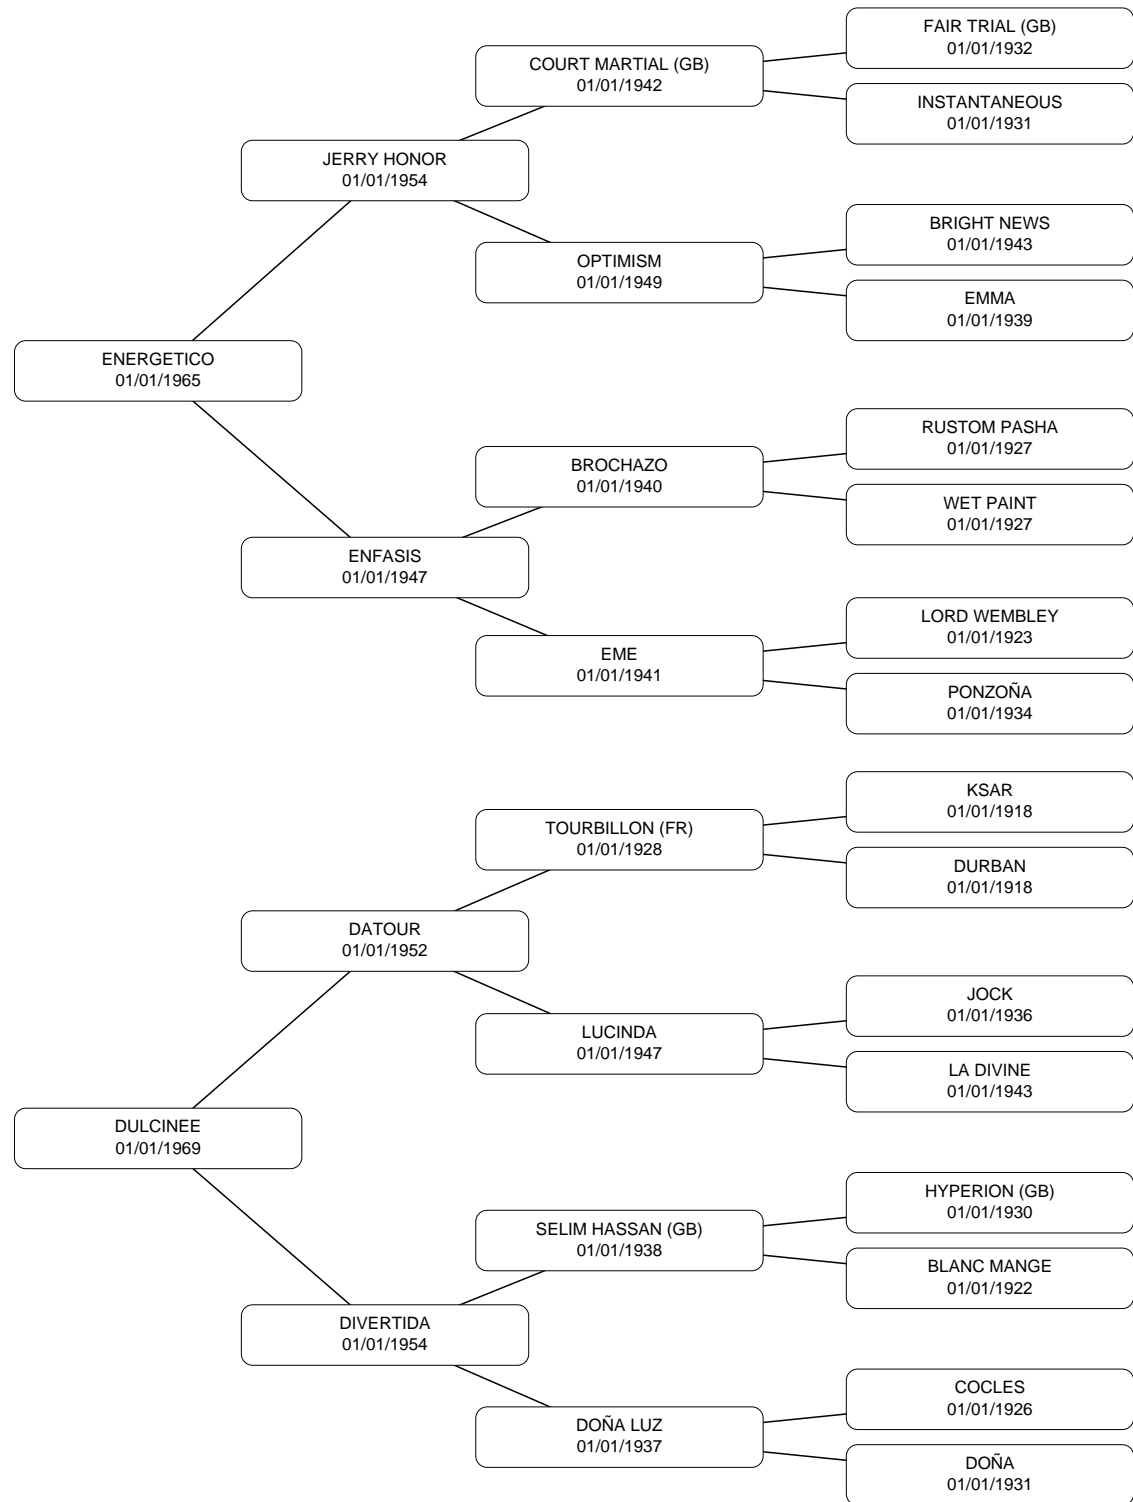 FAIR TRIAL (GB)
01/01/1932
COURT MARTIAL (GB)
01/01/1942
INSTANTANEOUS
01/01/1931
JERRY HONOR
01/01/1954
BRIGHT NEWS
01/01/1943
OPTIMISM
01/01/1949
EMMA
01/01/1939
ENERGETICO
01/01/1965
RUSTOM PASHA
01/01/1927
BROCHAZO
01/01/1940
WET PAINT
01/01/1927
ENFASIS
01/01/1947
LORD WEMBLEY
01/01/1923
EME
01/01/1941
PONZOÑA
01/01/1934
KSAR
01/01/1918
TOURBILLON (FR)
01/01/1928
DURBAN
01/01/1918
DATOUR
01/01/1952
JOCK
01/01/1936
LUCINDA
01/01/1947
LA DIVINE
01/01/1943
DULCINEE
01/01/1969
HYPERION (GB)
01/01/1930
SELIM HASSAN (GB)
01/01/1938
BLANC MANGE
01/01/1922
DIVERTIDA
01/01/1954
COCLES
01/01/1926
DOÑA LUZ
01/01/1937
DOÑA
01/01/1931